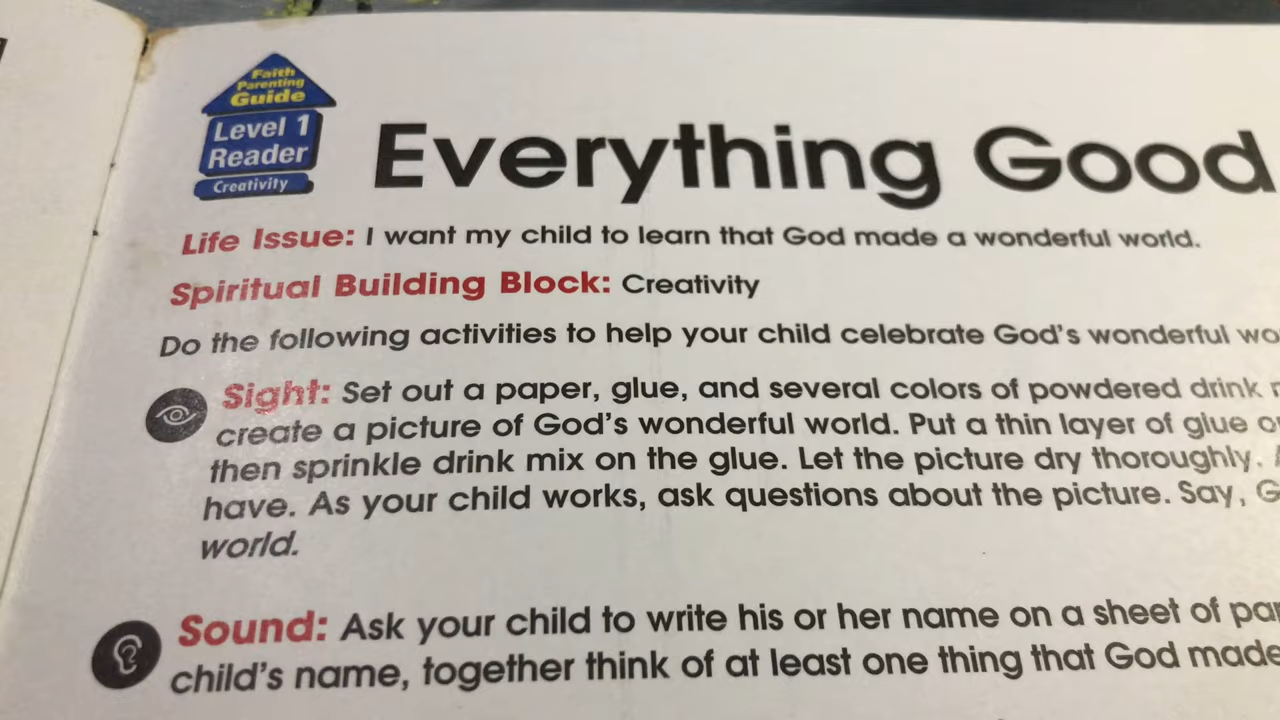 Faith
Parenting
Guide
Level 1
Reader
Creativity
Everything Good
Life Issue: I want my child to learn that God made a wonderful world.
Spiritual Building Block: Creativity
Do the following activities to help your child celebrate God's wonderful wo
Sight: Set out a paper, glue, and several colors of powdered drink
create a picture of God's wonderful world. Put a thin layer of glue
then sprinkle drink mix on the glue. Let the picture dry thoroughly.
have. As your child works, ask questions about the picture. Say, G
world.
Sound: Ask your child to write his or her name on a sheet of pa
child's name, together think of at least one thing that God made